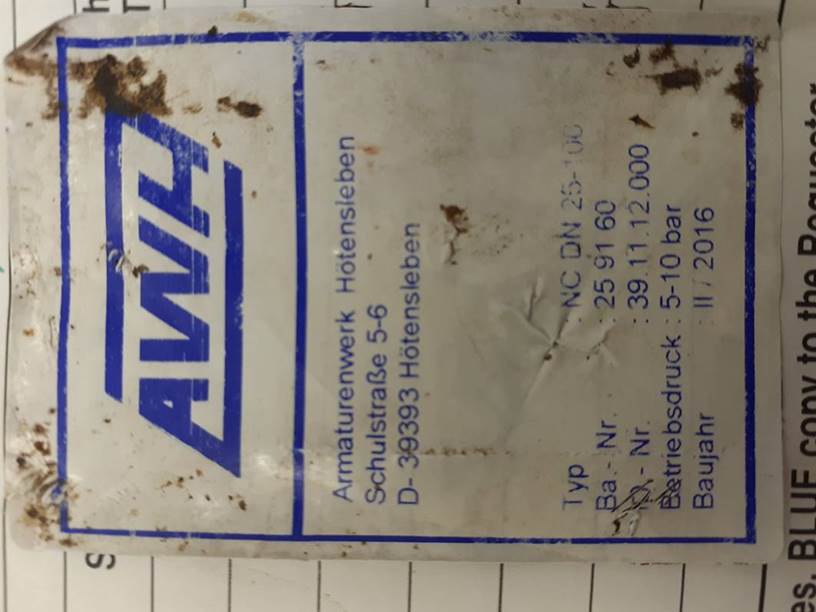 AWH
Armaturenwerk Hötensleben
Schulstraße 5-6
D- 39393 Hötensleben
Typ : NC DN 25-100
Ba.- Nr. : 25 91 60
- Nr. : 39.11.12.000
Betriebsdruck : 5-10 bar
Baujahr : II / 2016
BLUE copy to the Requester